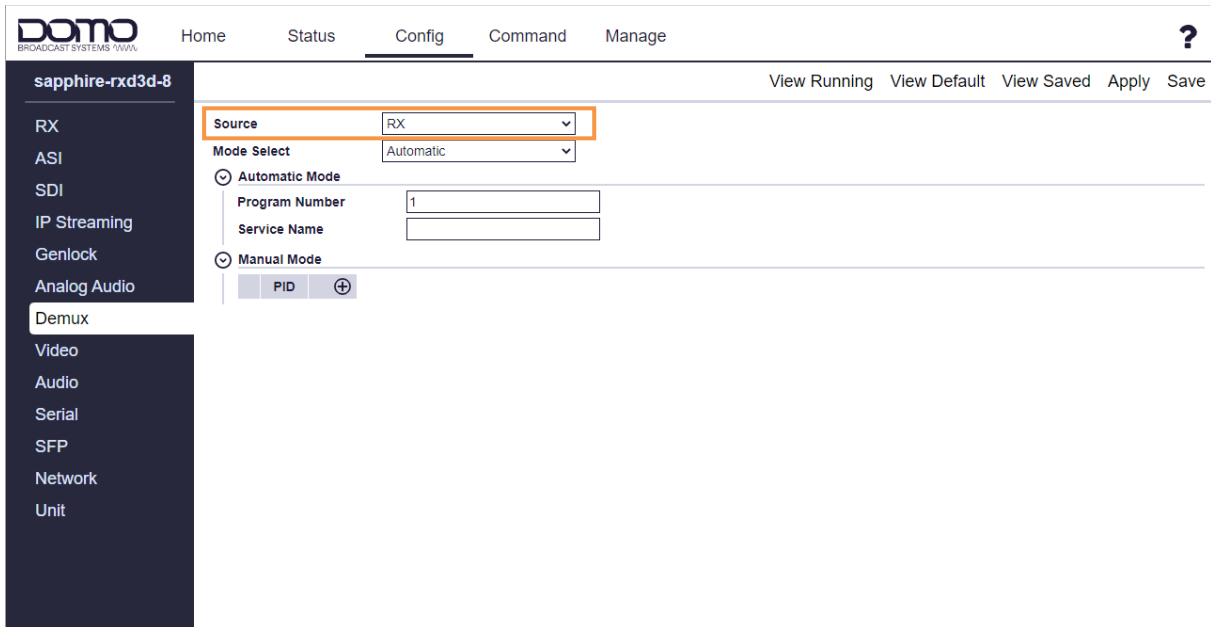 DOMO
BROADCAST SYSTEMS
Home Status Config Command Manage ?
sapphire-rxd3d-8
View Running View Default View Saved Apply Save
RX
ASI
SDI
IP Streaming
Genlock
Analog Audio
Demux
Video
Audio
Serial
SFP
Network
Unit
Source RX
Mode Select Automatic
Automatic Mode
Program Number 1
Service Name
Manual Mode
PID